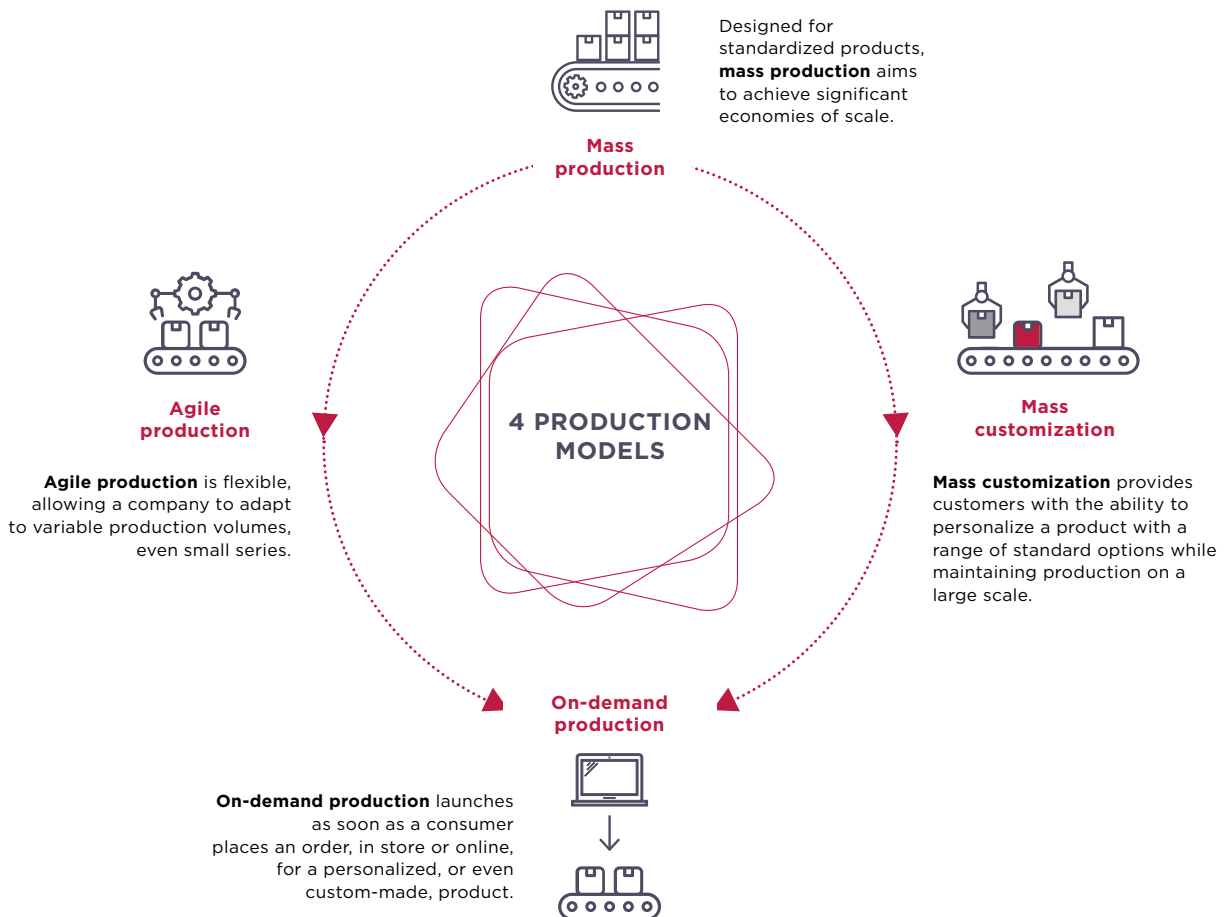 Designed for
standardized products,
mass production aims
to achieve significant
economies of scale.
Mass
production
Agile
production
Agile production is flexible,
allowing a company to adapt
to variable production volumes,
even small series.
4 PRODUCTION
MODELS
Mass
customization
Mass customization provides
customers with the ability to
personalize a product with a
range of standard options while
maintaining production on a
large scale.
On-demand
production
On-demand production launches
as soon as a consumer
places an order, in store or online,
for a personalized, or even
custom-made, product.